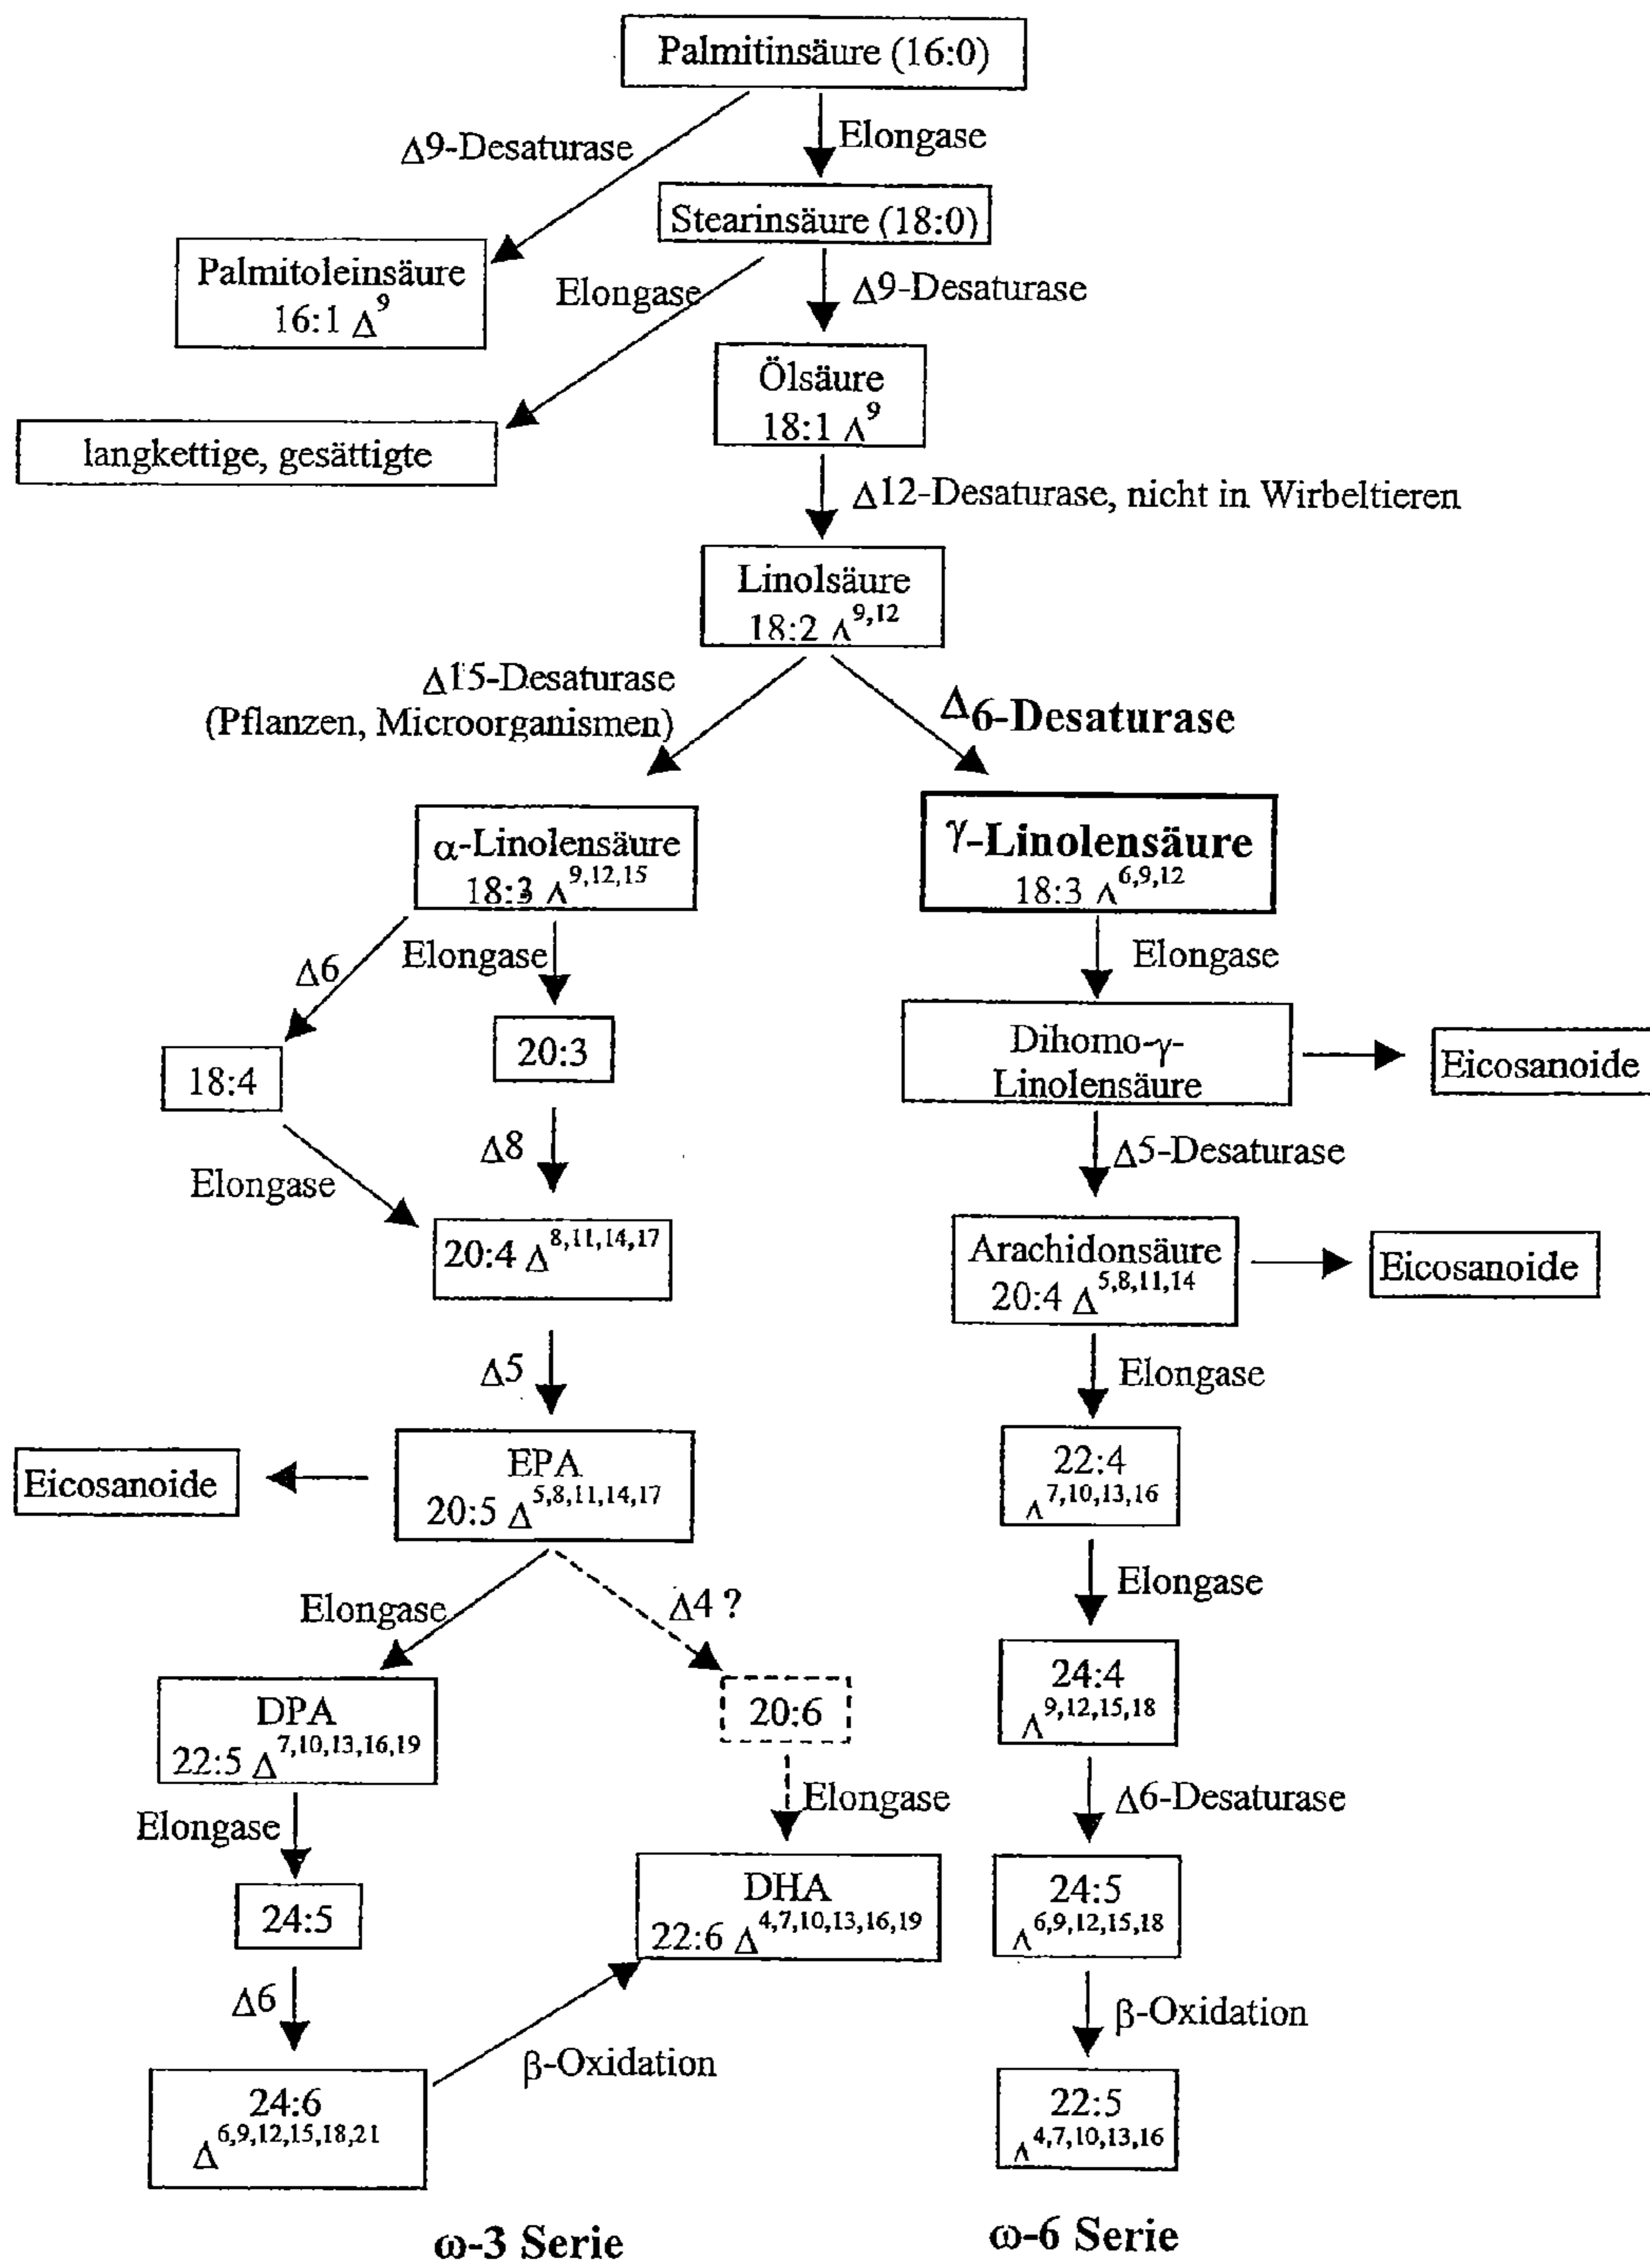 Palmitinsäure (16:0)
Δ9-Desaturase
Elongase
Stearinsäure (18:0)
Palmitoleinsäure
16:1 Δ9
Elongase
Δ9-Desaturase
Ölsäure
18:1 Δ9
langkettige, gesättigte
Δ12-Desaturase, nicht in Wirbeltieren
Linolsäure
18:2 Δ9,12
Δ15-Desaturase
(Pflanzen, Microorganismen)
Δ6-Desaturase
α-Linolensäure
18:3 Δ9,12,15
γ-Linolensäure
18:3 Δ6,9,12
Δ6
Elongase
Elongase
18:4
20:3
Dihomo-γ-
Linolensäure
Eicosanoide
Elongase
Δ8
Δ5-Desaturase
20:4 Δ8,11,14,17
Arachidonsäure
20:4 Δ5,8,11,14
Eicosanoide
Δ5
Elongase
Eicosanoide
EPA
20:5 Δ5,8,11,14,17
22:4
Δ7,10,13,16
Elongase
Δ4 ?
Elongase
DPA
22:5 Δ7,10,13,16,19
20:6
24:4
Δ9,12,15,18
Elongase
Elongase
Δ6-Desaturase
24:5
DHA
22:6 Δ4,7,10,13,16,19
24:5
Δ6,9,12,15,18
Δ6
β-Oxidation
β-Oxidation
24:6
Δ6,9,12,15,18,21
22:5
Δ4,7,10,13,16
ω-3 Serie
ω-6 Serie